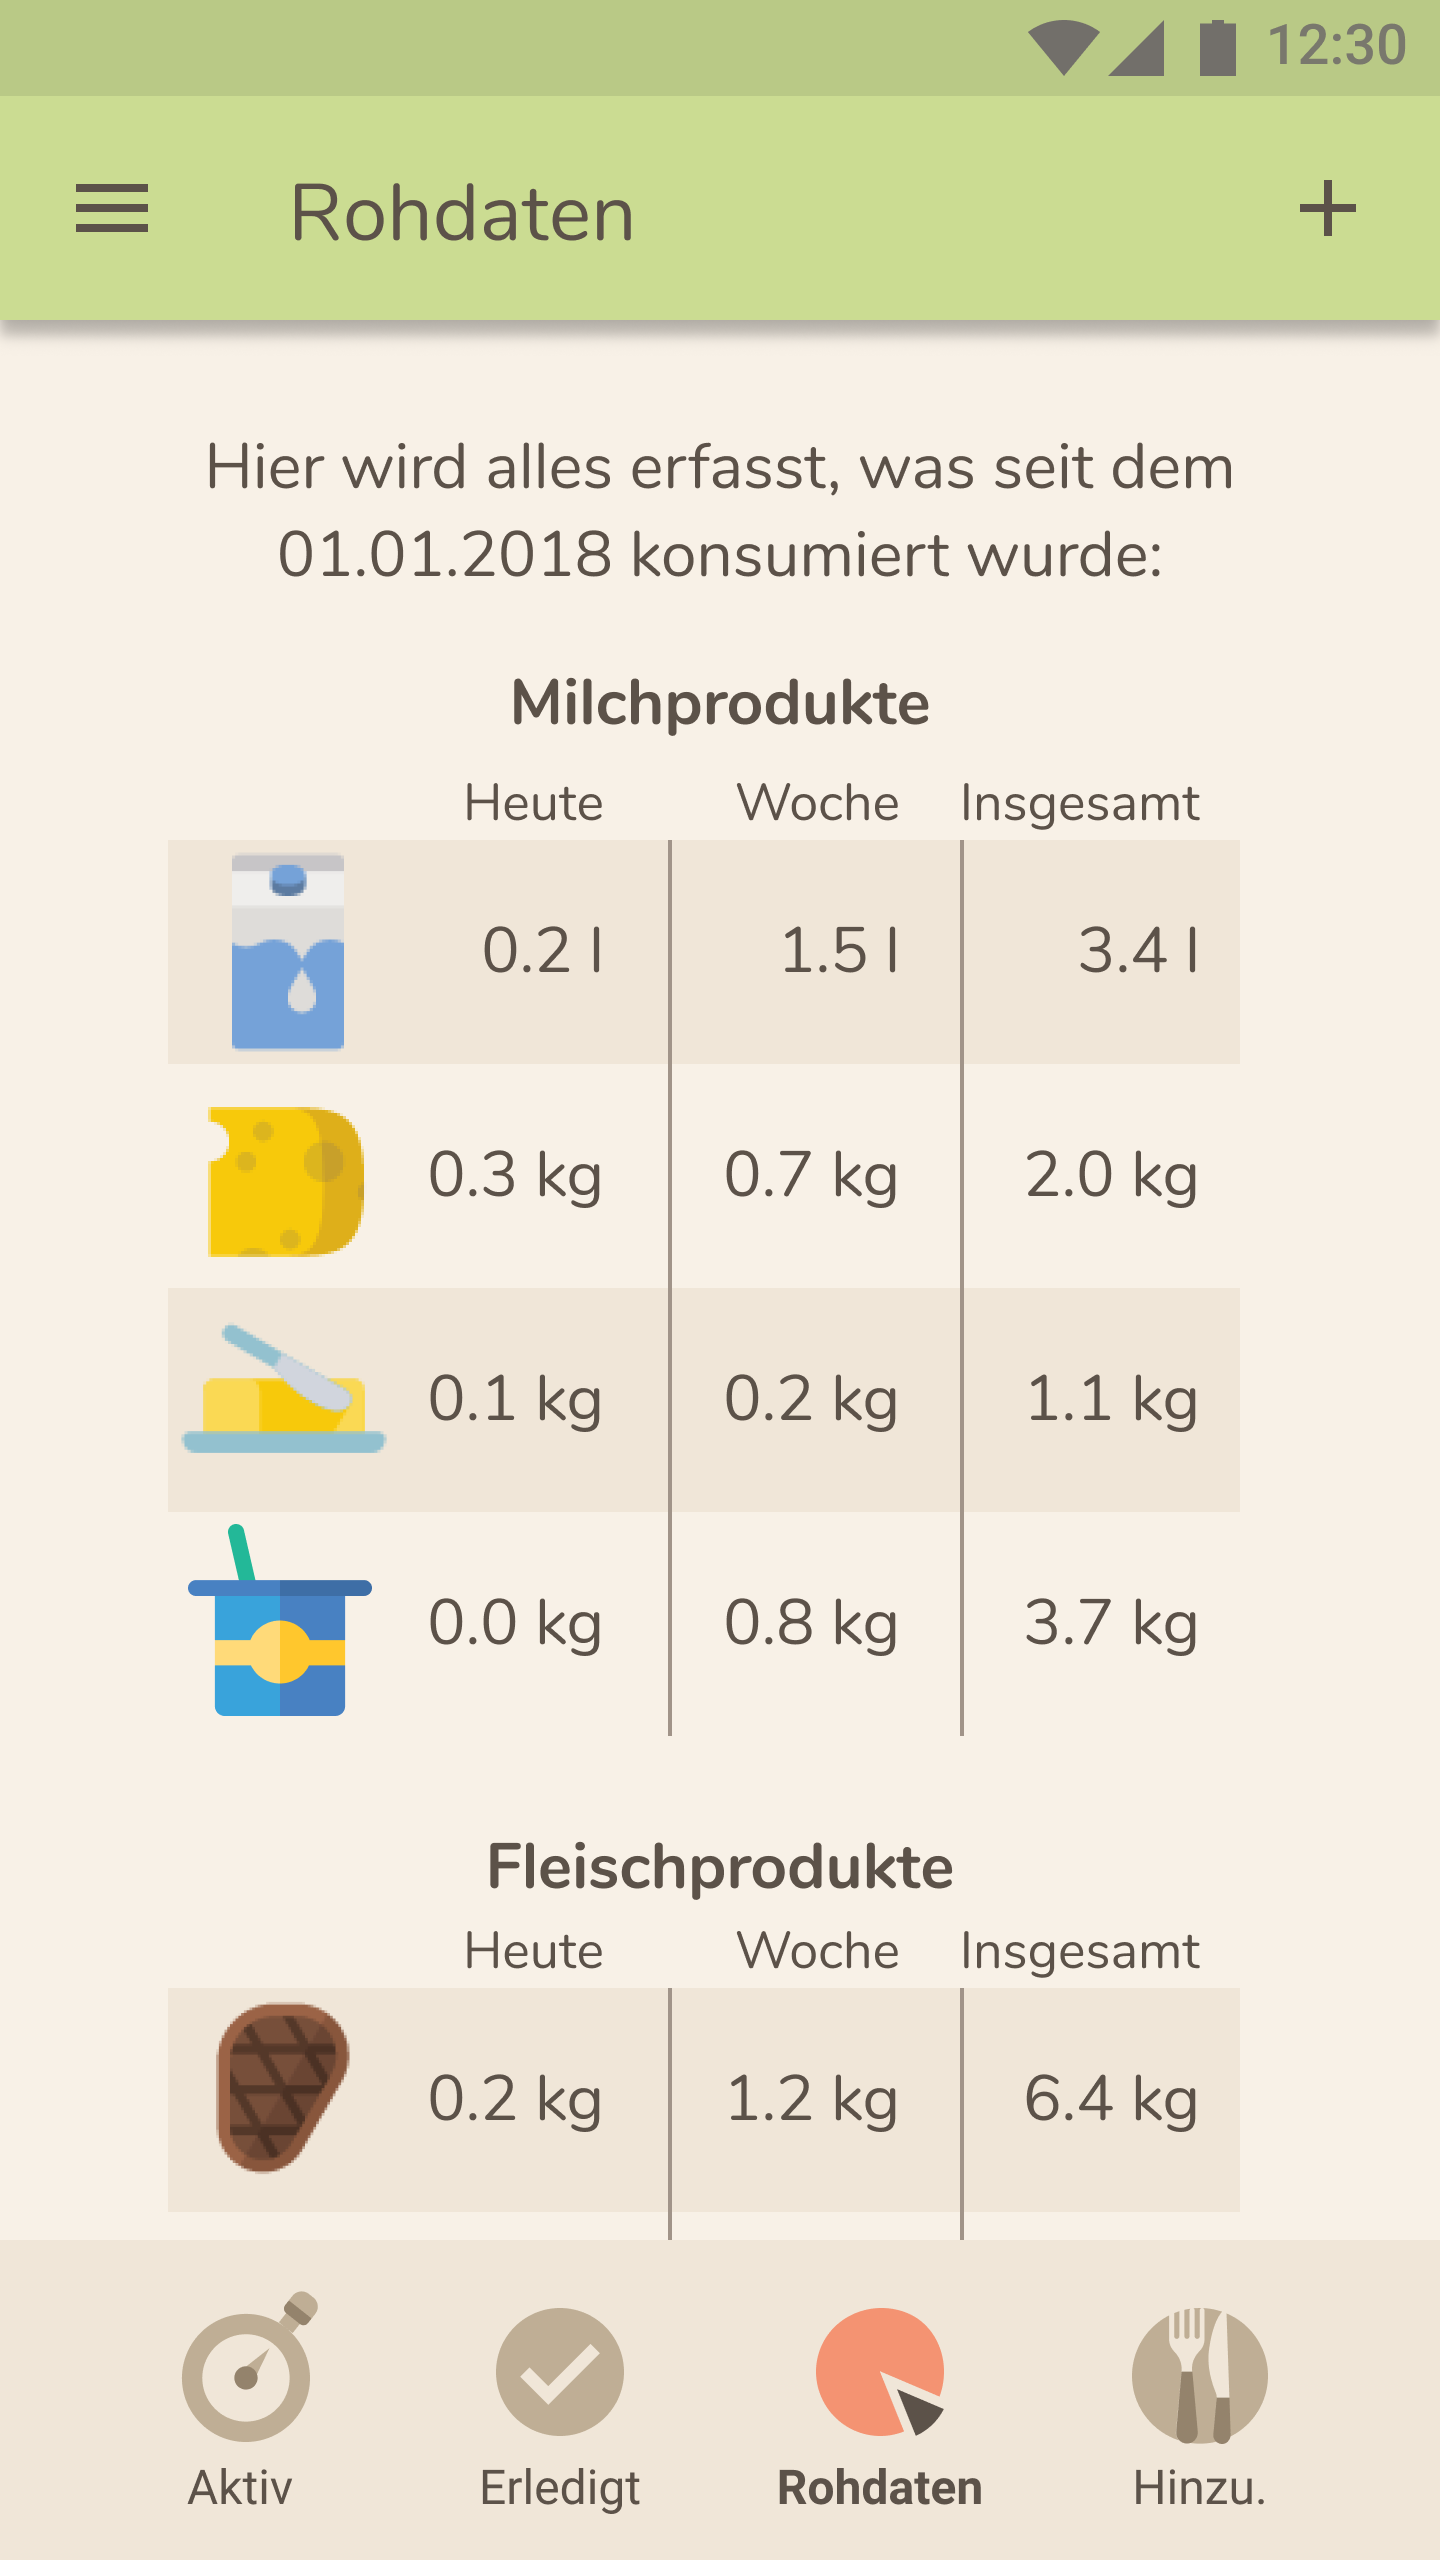 12:30
Rohdaten
Hier wird alles erfasst, was seit dem
01.01.2018 konsumiert wurde:
Milchprodukte
Heute Woche Insgesamt
0.2 l 1.5 l 3.4 l
0.3 kg 0.7 kg 2.0 kg
0.1 kg 0.2 kg 1.1 kg
0.0 kg 0.8 kg 3.7 kg
Fleischprodukte
Heute Woche Insgesamt
0.2 kg 1.2 kg 6.4 kg
Aktiv Erledigt Rohdaten Hinzu.